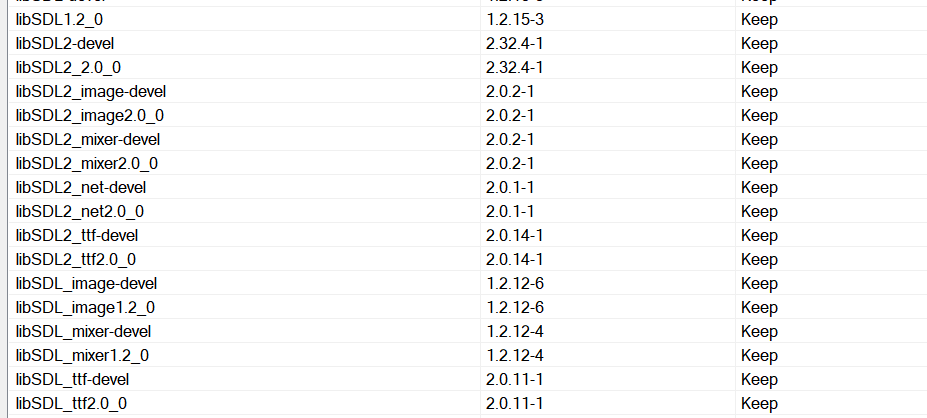 libSDL1.2_0 1.2.15-3 Keep
libSDL2-devel 2.32.4-1 Keep
libSDL2_2.0_0 2.32.4-1 Keep
libSDL2_image-devel 2.0.2-1 Keep
libSDL2_image2.0_0 2.0.2-1 Keep
libSDL2_mixer-devel 2.0.2-1 Keep
libSDL2_mixer2.0_0 2.0.2-1 Keep
libSDL2_net-devel 2.0.1-1 Keep
libSDL2_net2.0_0 2.0.1-1 Keep
libSDL2_ttf-devel 2.0.14-1 Keep
libSDL2_ttf2.0_0 2.0.14-1 Keep
libSDL_image-devel 1.2.12-6 Keep
libSDL_image1.2_0 1.2.12-6 Keep
libSDL_mixer-devel 1.2.12-4 Keep
libSDL_mixer1.2_0 1.2.12-4 Keep
libSDL_ttf-devel 2.0.11-1 Keep
libSDL_ttf2.0_0 2.0.11-1 Keep